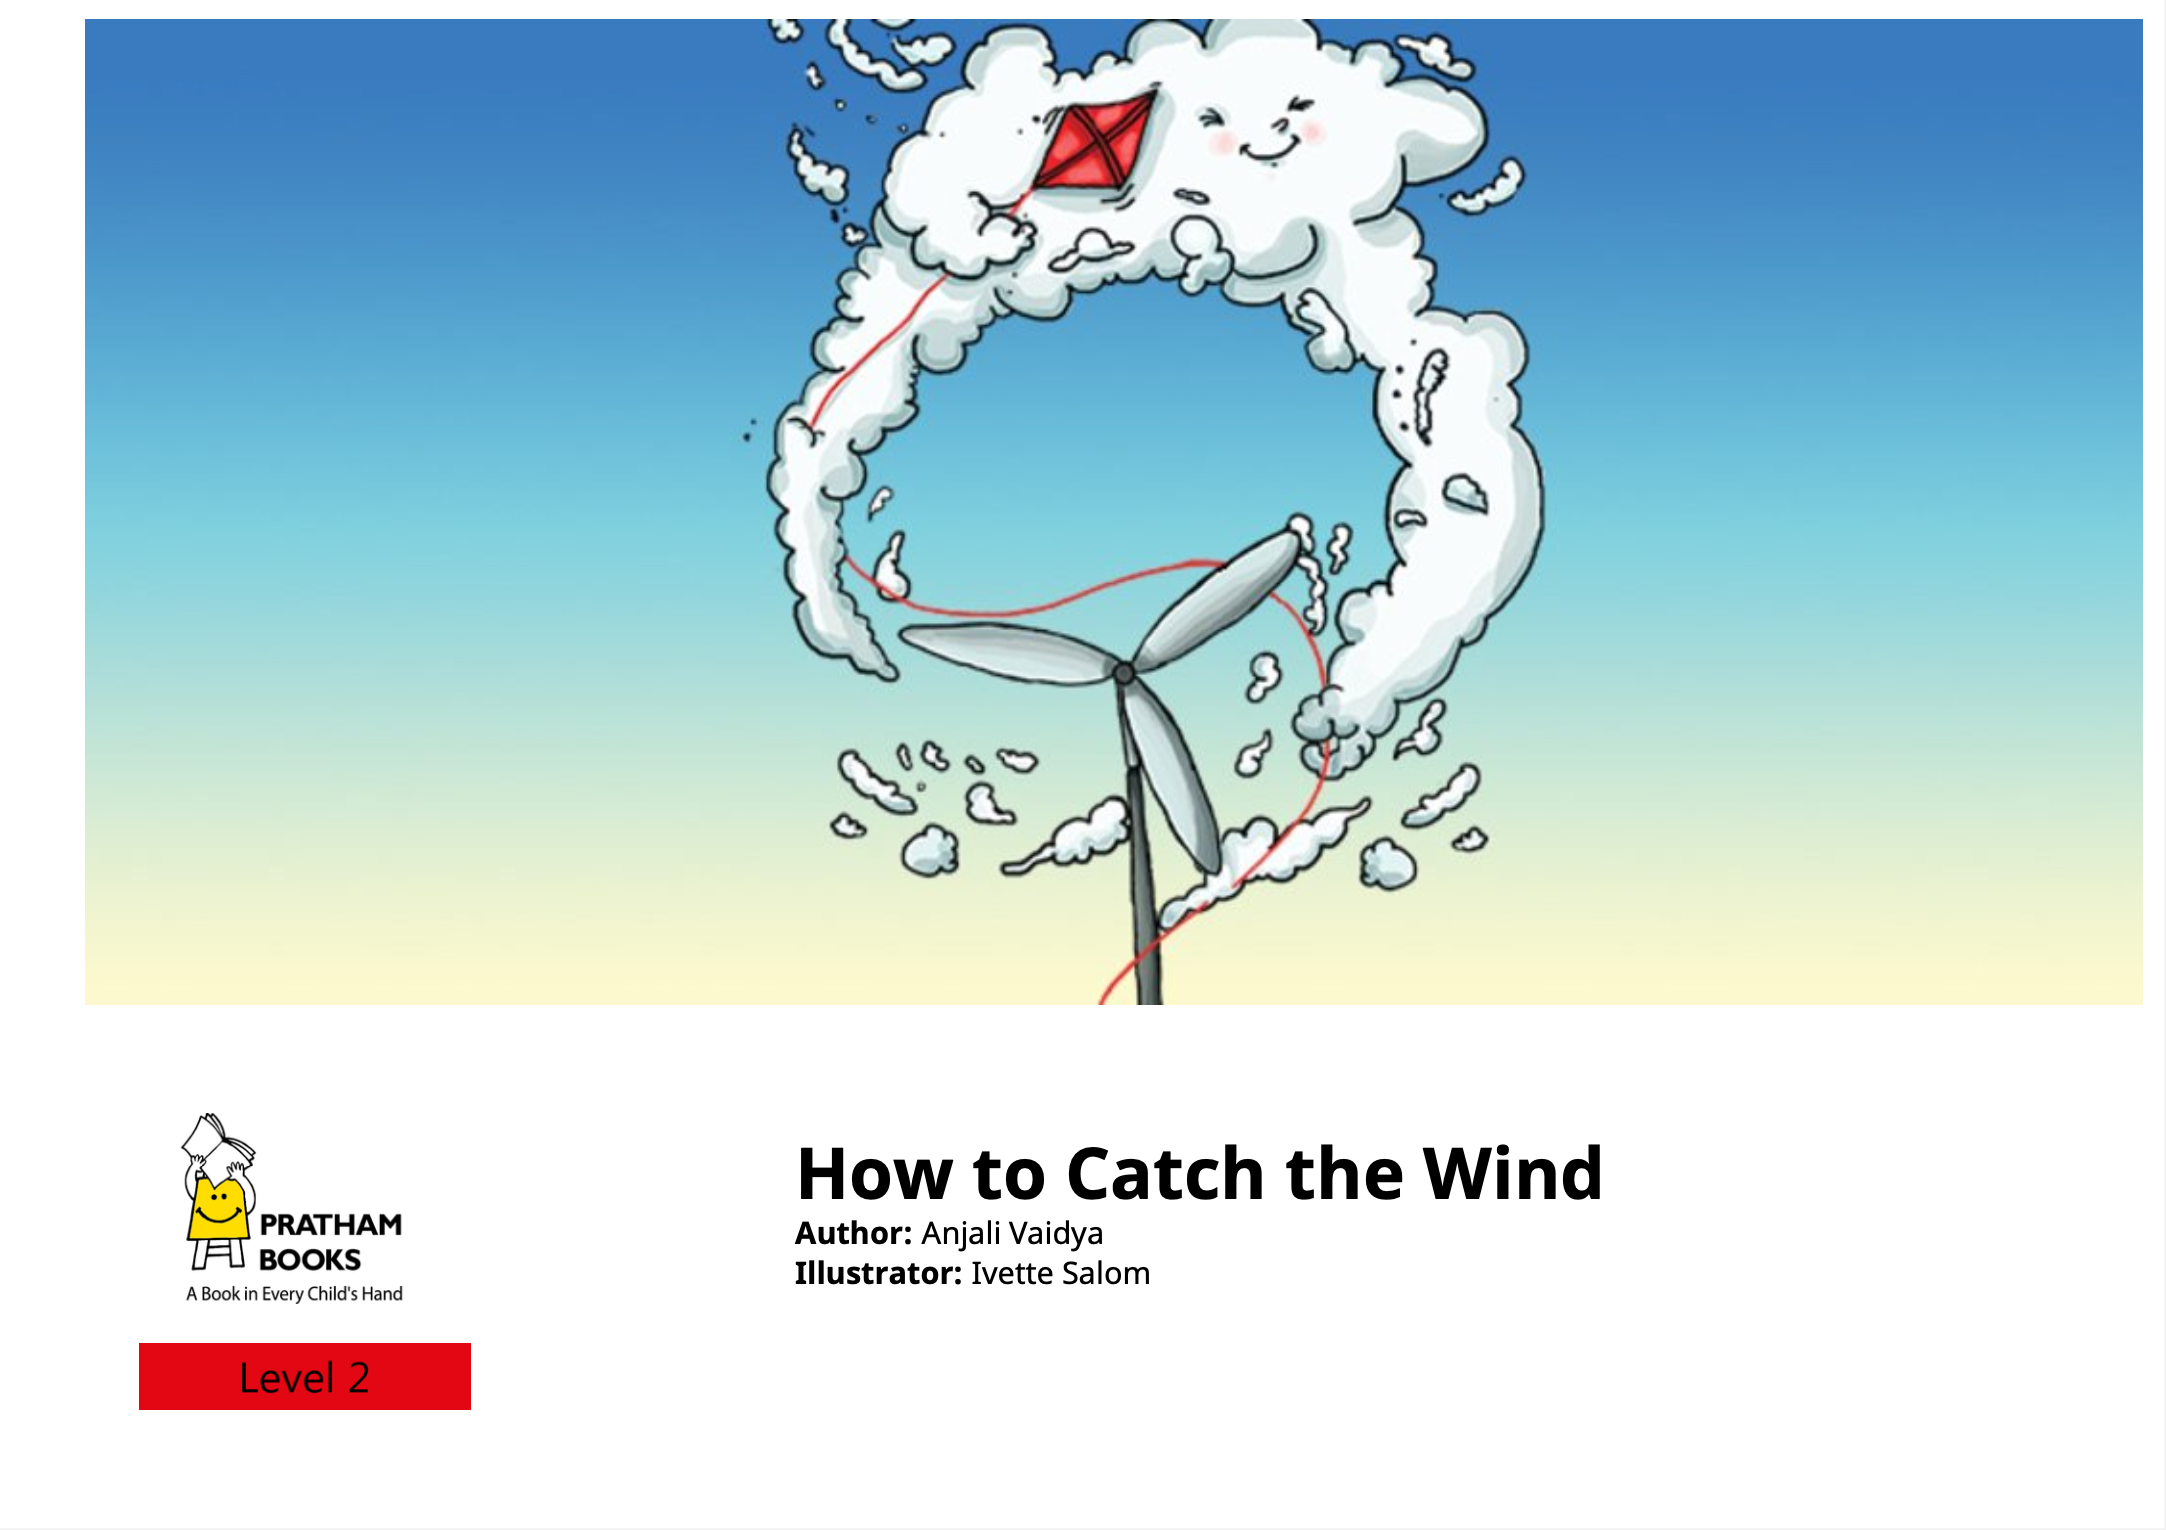 PRATHAM
BOOKS
A Book in Every Child's Hand
Level 2
How to Catch the Wind
Author: Anjali Vaidya
Illustrator: Ivette Salom